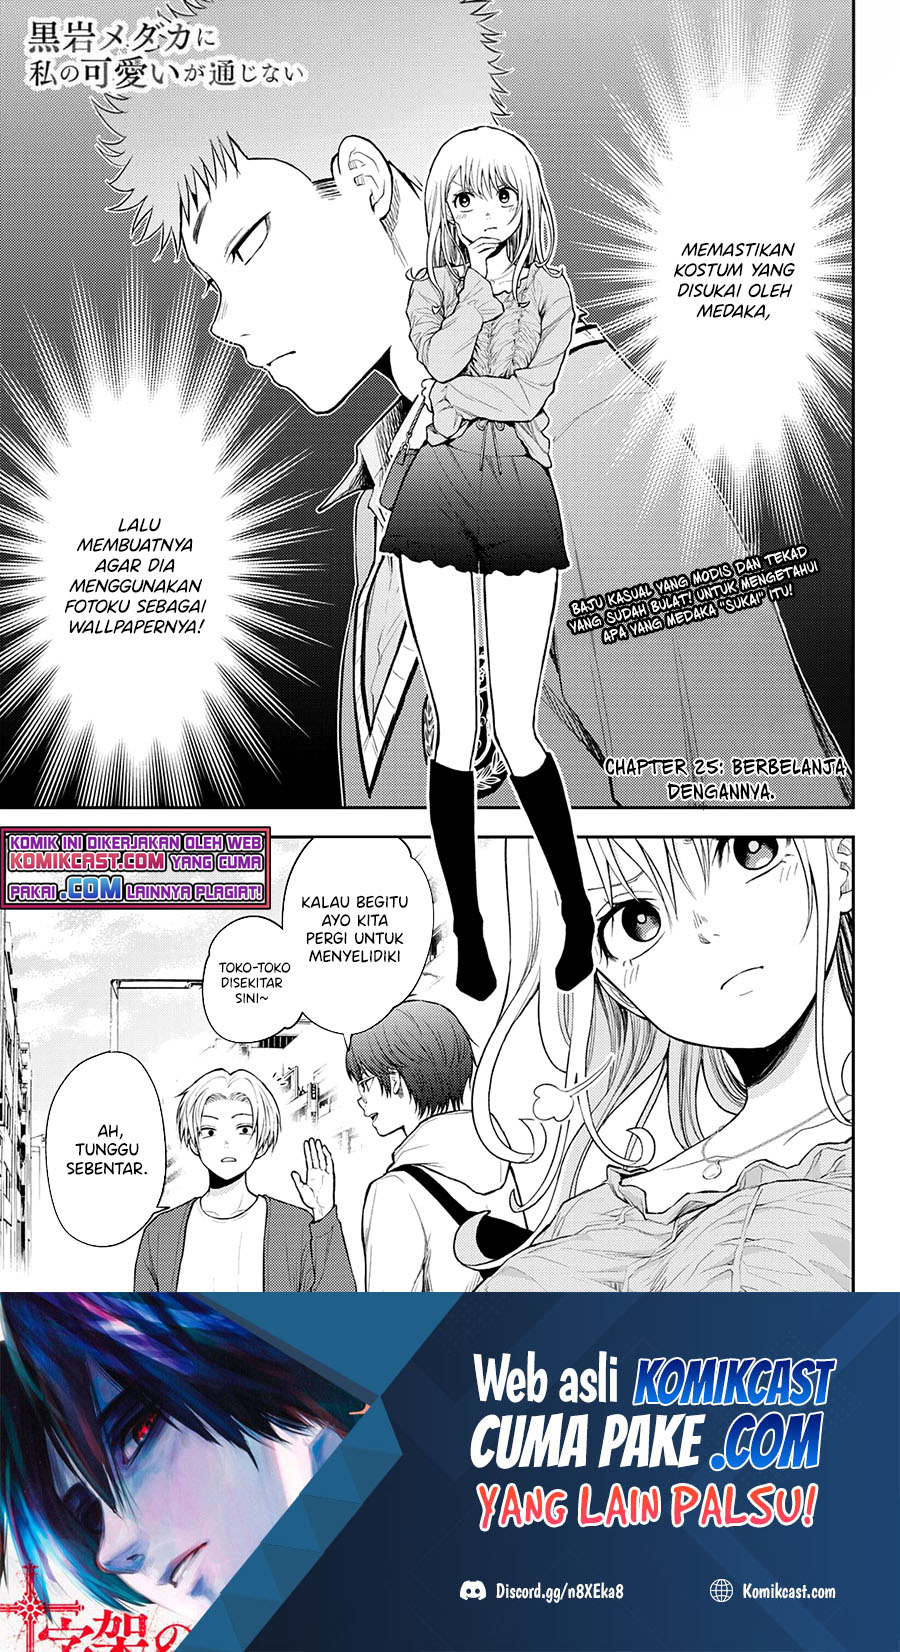 黒岩メダカに
私の可愛いが通じない
MEMASTIKAN
KOSTUM YANG
DISUKAI OLEH
MEDAKA,
LALU
MEMBUATNYA
AGAR DIA
MENGGUNAKAN
FOTOKU SEBAGAI
WALLPAPERNYA!
BAJU KASUAL YANG MODIS DAN TEKAD
YANG SUDAH BULAT! UNTUK MENGETAHUI
APA YANG MEDAKA "SUKAI" ITU!
CHAPTER 25: BERBELANJA
DENGANNYA.
KOMIK INI DIKERJAKAN OLEH WEB
KOMIKCAST.COM YANG CUMA
PAKAI .COM LAINNYA PLAGIAT!
KALAU BEGITU
AYO KITA
PERGI UNTUK
MENYELIDIKI
TOKO-TOKO
DISEKITAR
SINI~
AH,
TUNGGU
SEBENTAR.
Web asli KOMIKCAST
CUMA PAKE .COM
YANG LAIN PALSU!
Discord.gg/n8XEka8
Komikcast.com
字架の